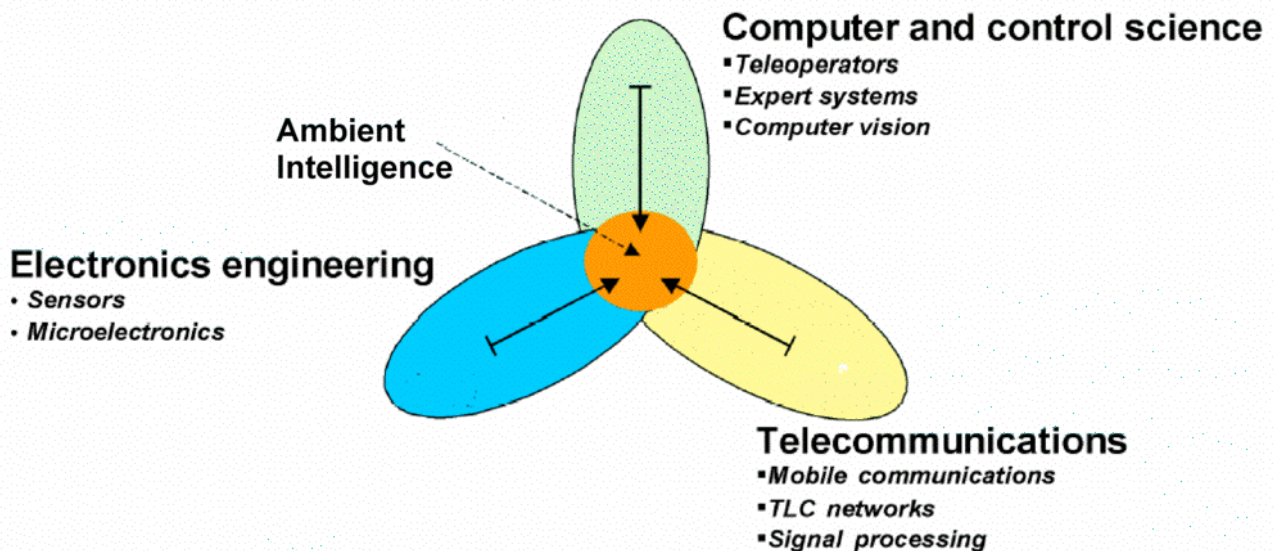 Computer and control science
▪Teleoperators
▪Expert systems
▪Computer vision
Ambient
Intelligence
Electronics engineering
• Sensors
• Microelectronics
Telecommunications
▪Mobile communications
▪TLC networks
▪Signal processing